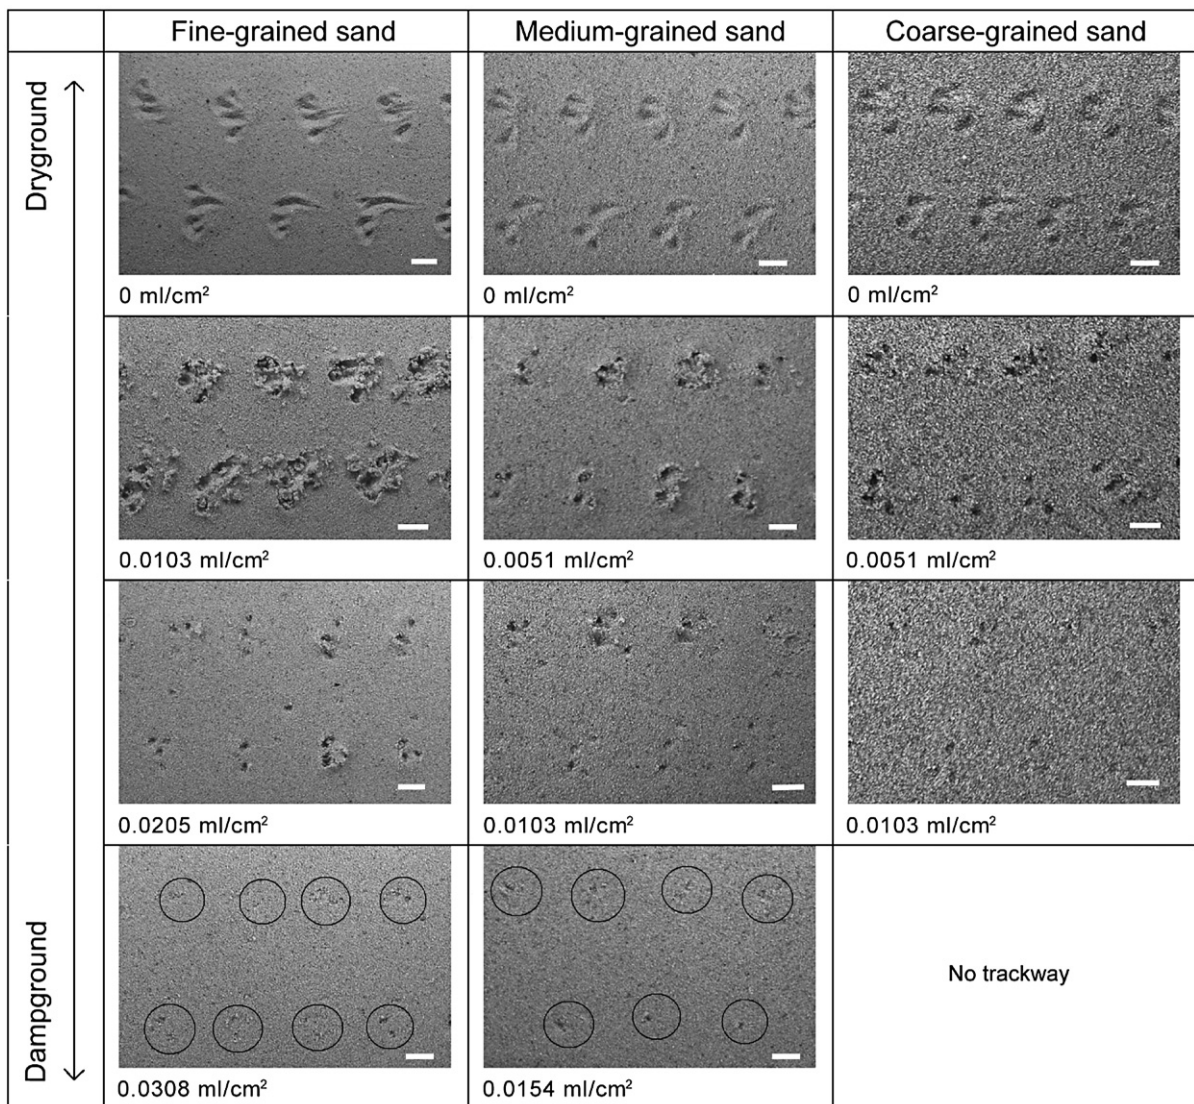 Fine-grained sand
Medium-grained sand
Coarse-grained sand
Dryground
0 ml/cm²
0 ml/cm²
0 ml/cm²
0.0103 ml/cm²
0.0051 ml/cm²
0.0051 ml/cm²
0.0205 ml/cm²
0.0103 ml/cm²
0.0103 ml/cm²
Dampground
No trackway
0.0308 ml/cm²
0.0154 ml/cm²